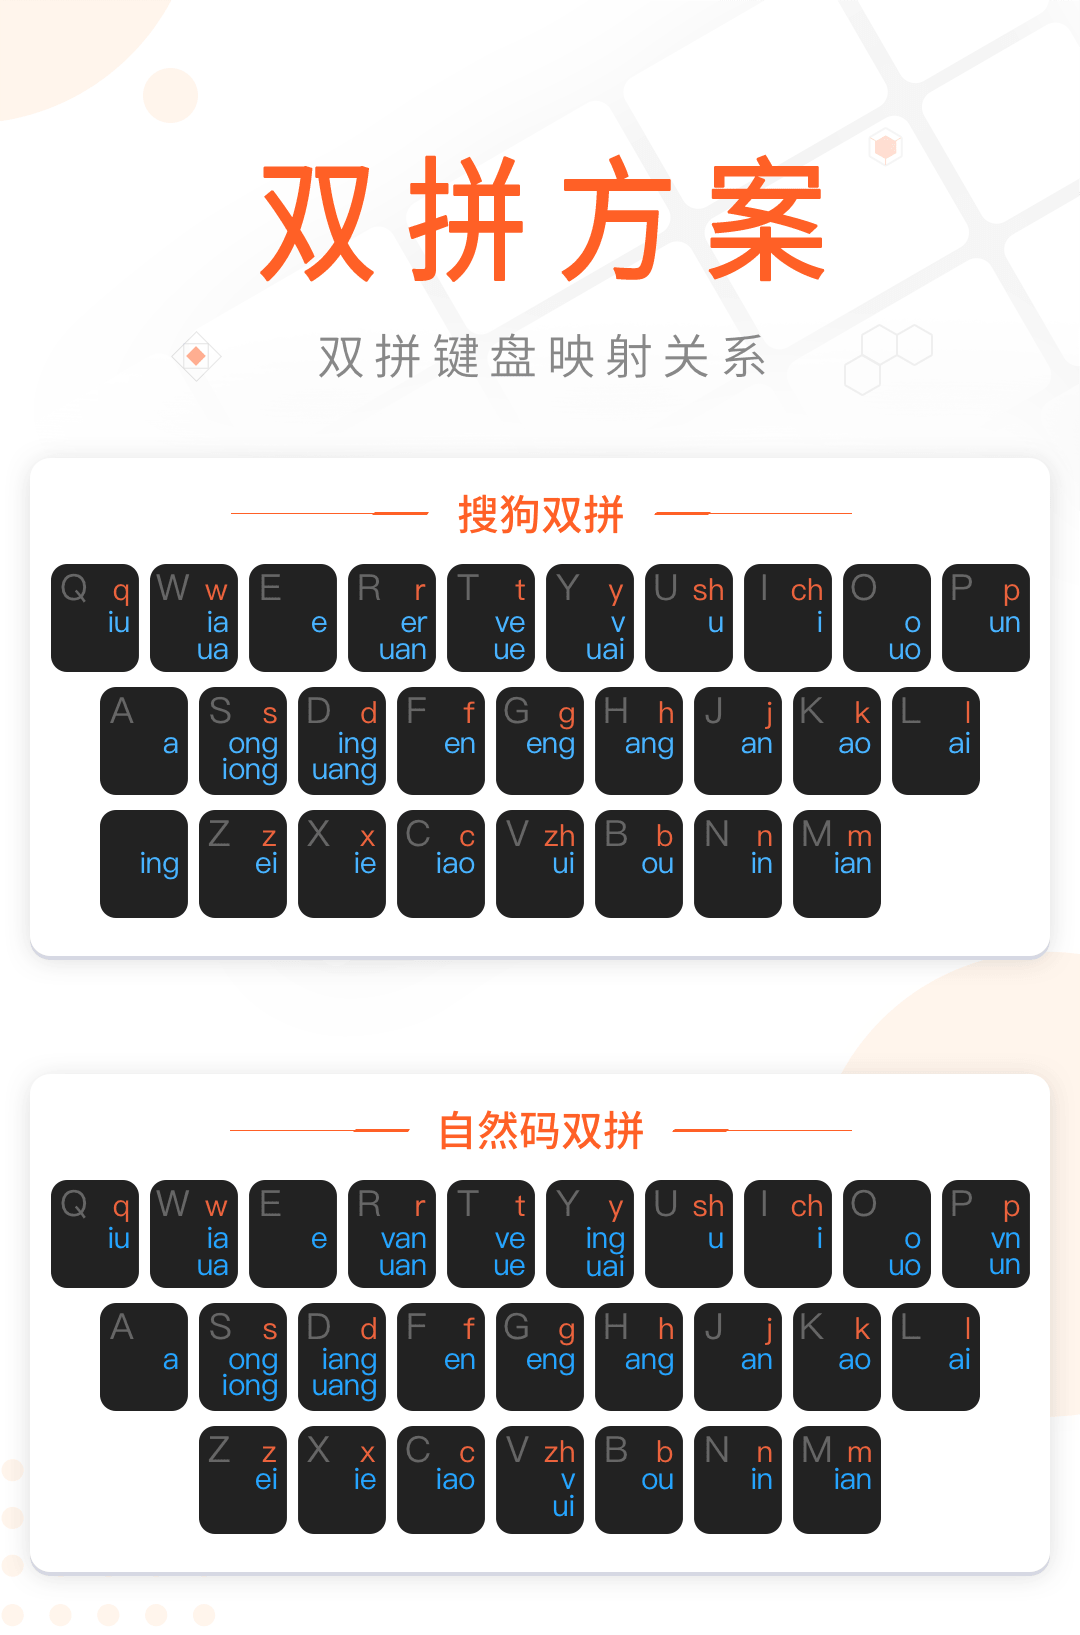 双拼方案
双拼键盘映射关系
搜狗双拼
Q q iu
W w ia ua
E e
R r er uan
T t ve ue
Y y v uai
U sh u
I ch i
O o uo
P p un
A a
S s ong iong
D d ing uang
F f en
G g eng
H h ang
J j an
K k ao
L l ai
ing
Z z ei
X x ie
C c iao
V zh ui
B b ou
N n in
M m ian
自然码双拼
Q q iu
W w ia ua
E e
R r van uan
T t ve ue
Y y ing uai
U sh u
I ch i
O o uo
P p vn un
A a
S s ong iong
D d iang uang
F f en
G g eng
H h ang
J j an
K k ao
L l ai
Z z ei
X x ie
C c iao
V zh v ui
B b ou
N n in
M m ian